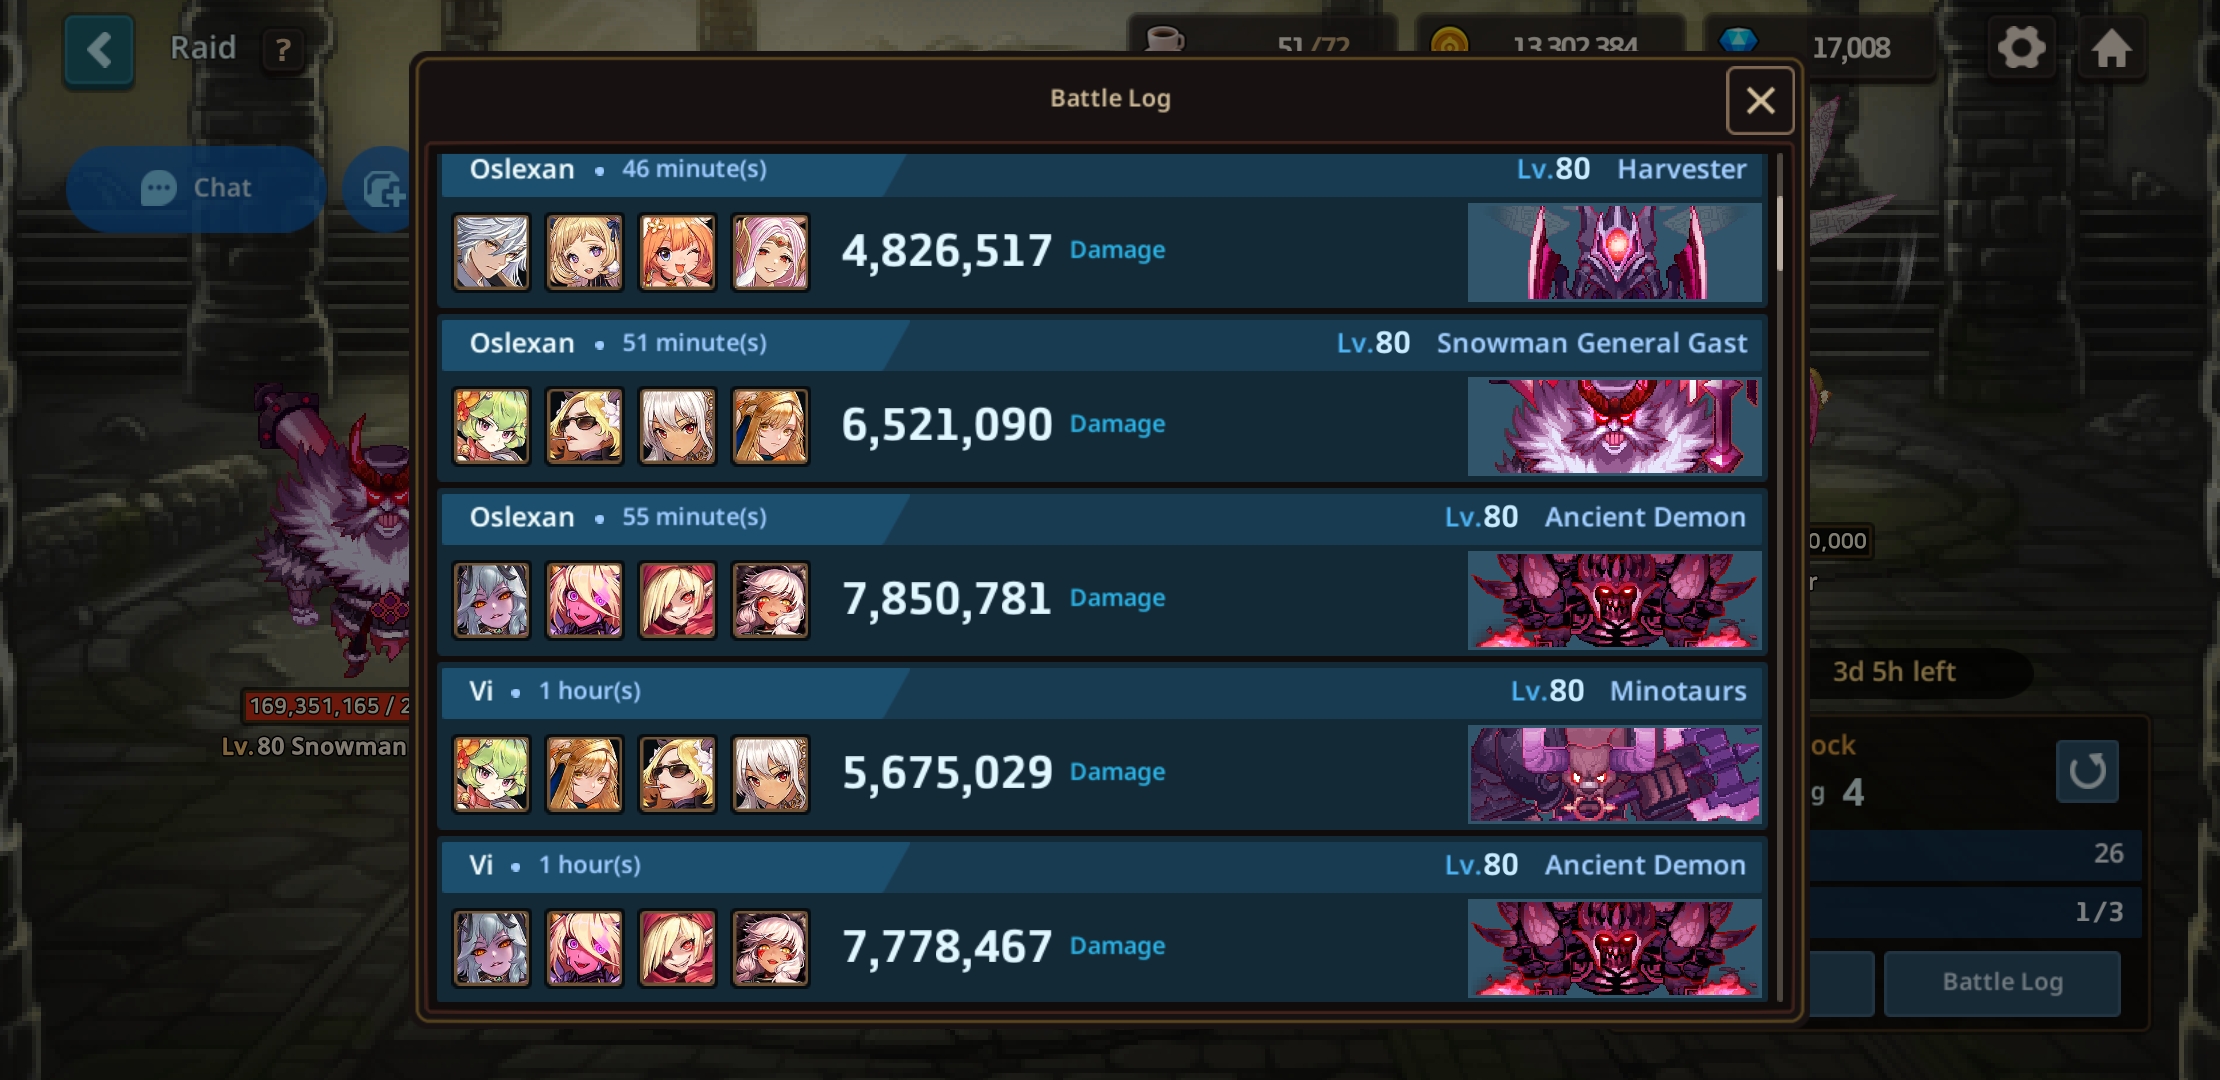 Raid ?
51/72
13,302,384
17,008
Battle Log
Chat
Oslexan • 46 minute(s)
Lv.80 Harvester
4,826,517 Damage
Oslexan • 51 minute(s)
Lv.80 Snowman General Gast
6,521,090 Damage
Oslexan • 55 minute(s)
Lv.80 Ancient Demon
7,850,781 Damage
Vi • 1 hour(s)
Lv.80 Minotaurs
5,675,029 Damage
Vi • 1 hour(s)
Lv.80 Ancient Demon
7,778,467 Damage
169,351,165 / 2
Lv.80 Snowman
0,000
r
3d 5h left
ock
g 4
26
1/3
Battle Log